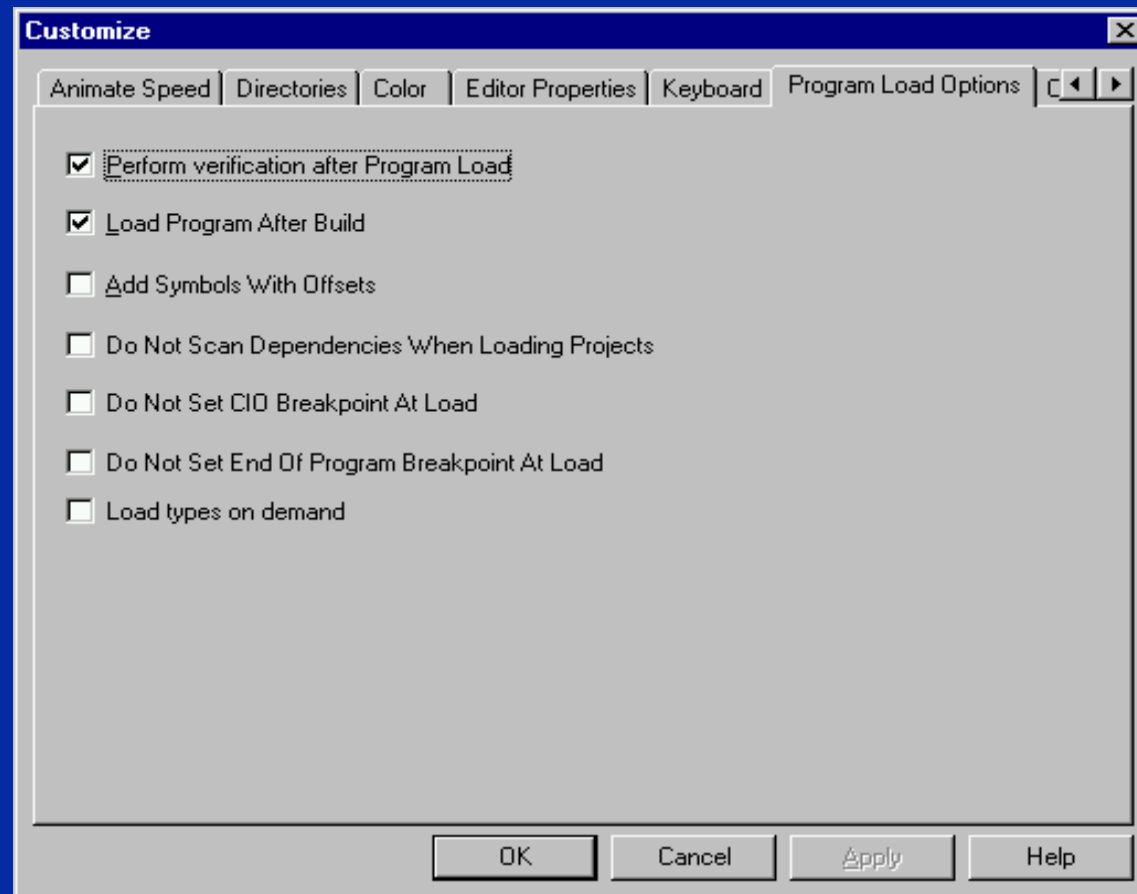 Customize
Animate Speed Directories Color Editor Properties Keyboard Program Load Options
Perform verification after Program Load
Load Program After Build
Add Symbols With Offsets
Do Not Scan Dependencies When Loading Projects
Do Not Set CIO Breakpoint At Load
Do Not Set End Of Program Breakpoint At Load
Load types on demand
OK Cancel Apply Help